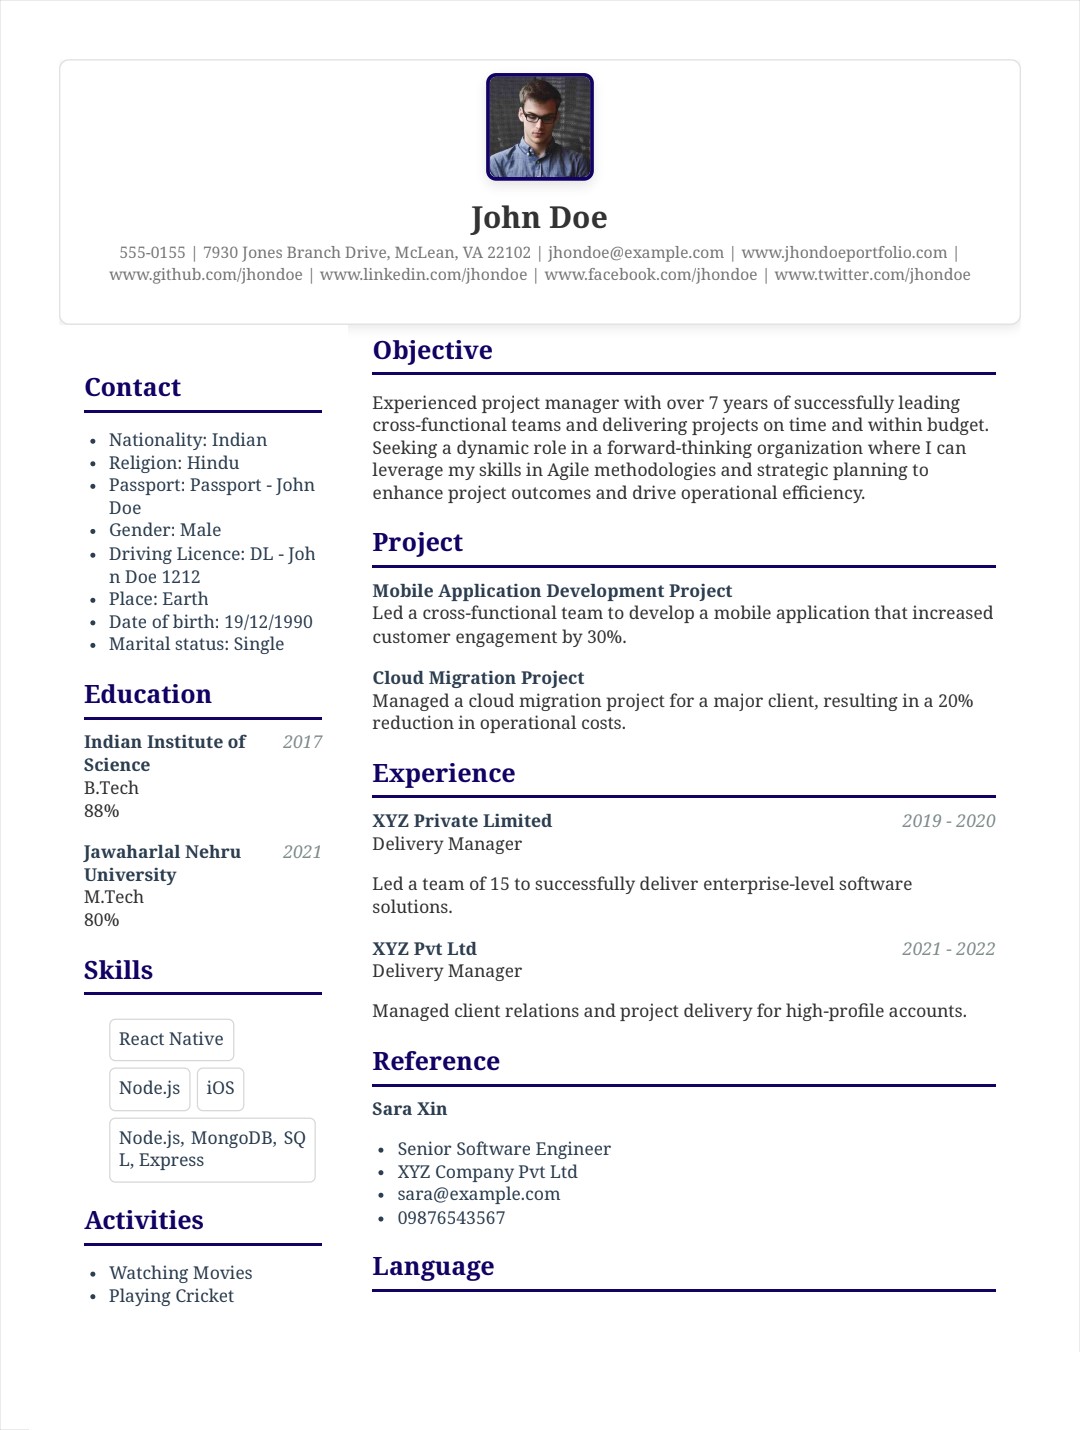 John Doe
555-0155 | 7930 Jones Branch Drive, McLean, VA 22102 | jhondoe@example.com | www.jhondoeportfolio.com |
www.github.com/jhondoe | www.linkedin.com/jhondoe | www.facebook.com/jhondoe | www.twitter.com/jhondoe
Contact
• Nationality: Indian
• Religion: Hindu
• Passport: Passport - John
Doe
• Gender: Male
• Driving Licence: DL - Joh
n Doe 1212
• Place: Earth
• Date of birth: 19/12/1990
• Marital status: Single
Education
Indian Institute of 2017
Science
B.Tech
88%
Jawaharlal Nehru 2021
University
M.Tech
80%
Skills
React Native
Node.js iOS
Node.js, MongoDB, SQ
L, Express
Activities
• Watching Movies
• Playing Cricket
Objective
Experienced project manager with over 7 years of successfully leading
cross-functional teams and delivering projects on time and within budget.
Seeking a dynamic role in a forward-thinking organization where I can
leverage my skills in Agile methodologies and strategic planning to
enhance project outcomes and drive operational efficiency.
Project
Mobile Application Development Project
Led a cross-functional team to develop a mobile application that increased
customer engagement by 30%.
Cloud Migration Project
Managed a cloud migration project for a major client, resulting in a 20%
reduction in operational costs.
Experience
XYZ Private Limited 2019 - 2020
Delivery Manager
Led a team of 15 to successfully deliver enterprise-level software
solutions.
XYZ Pvt Ltd 2021 - 2022
Delivery Manager
Managed client relations and project delivery for high-profile accounts.
Reference
Sara Xin
• Senior Software Engineer
• XYZ Company Pvt Ltd
• sara@example.com
• 09876543567
Language